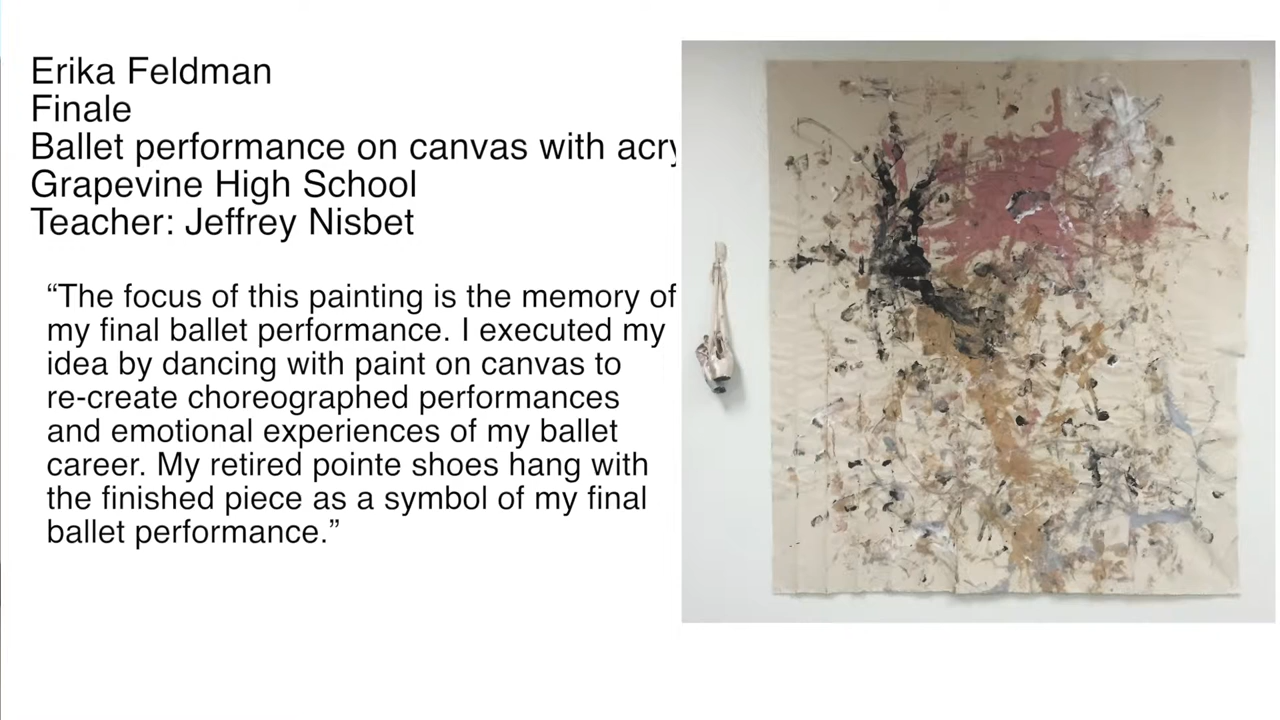 Erika Feldman
Finale
Ballet performance on canvas with acry
Grapevine High School
Teacher: Jeffrey Nisbet
“The focus of this painting is the memory of
my final ballet performance. I executed my
idea by dancing with paint on canvas to
re-create choreographed performances
and emotional experiences of my ballet
career. My retired pointe shoes hang with
the finished piece as a symbol of my final
ballet performance.”